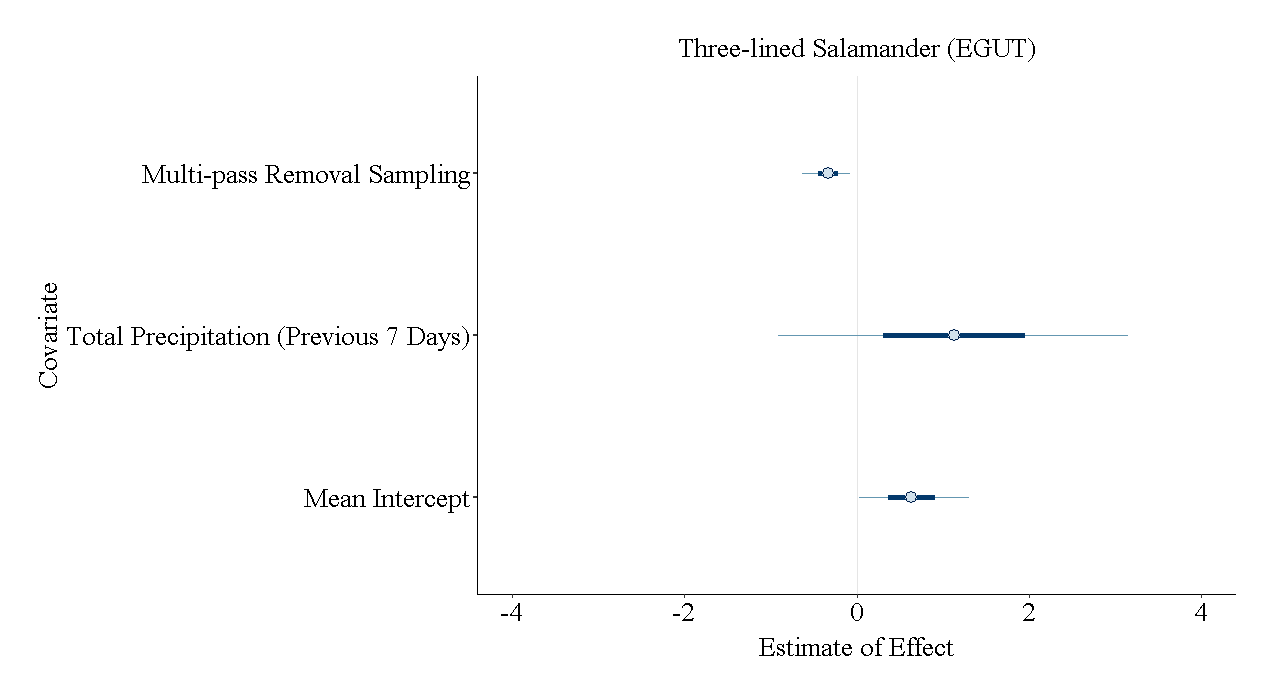 Three-lined Salamander (EGUT)
Multi-pass Removal Sampling
Total Precipitation (Previous 7 Days)
Mean Intercept
Covariate
-4
-2
0
2
4
Estimate of Effect